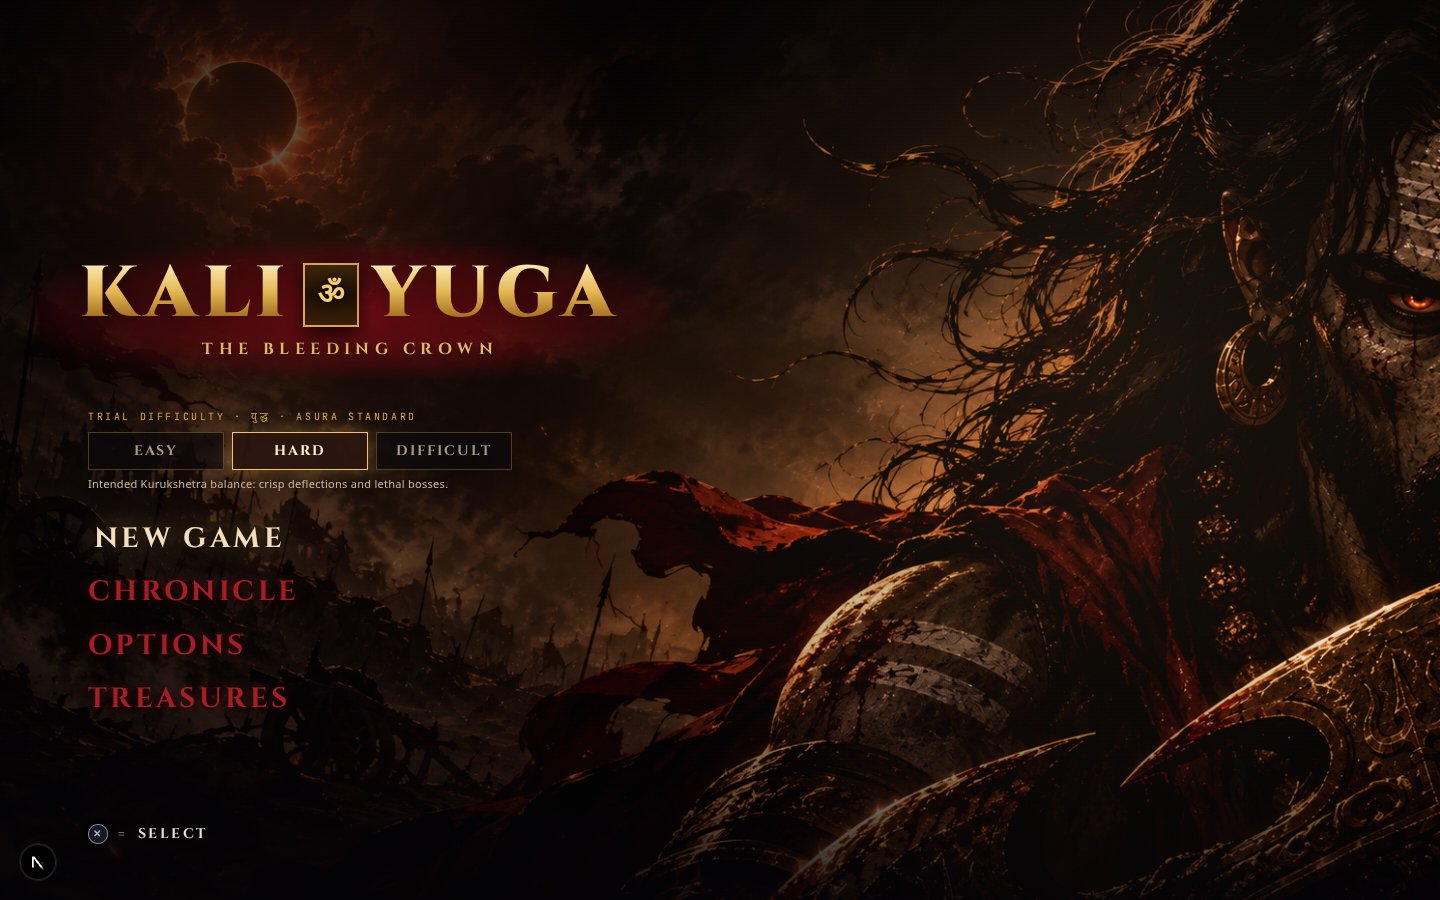 KALI ॐ YUGA
THE BLEEDING CROWN
TRIAL DIFFICULTY · युद्ध · ASURA STANDARD
EASY HARD DIFFICULT
Intended Kurukshetra balance: crisp deflections and lethal bosses.
NEW GAME
CHRONICLE
OPTIONS
TREASURES
✕ = SELECT